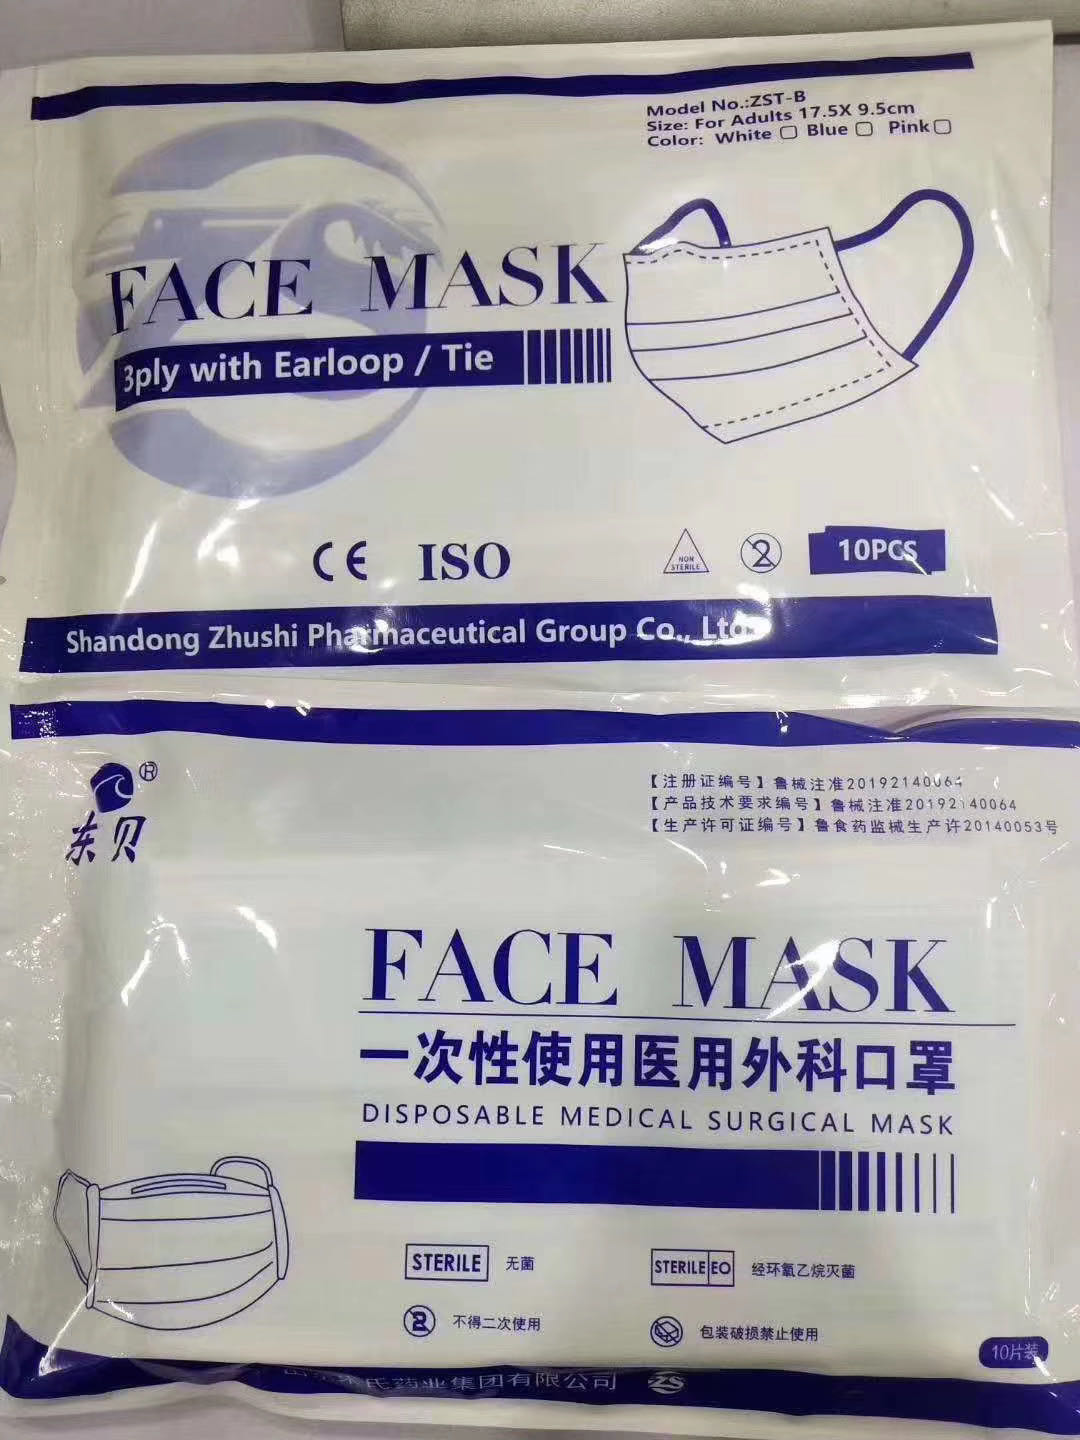 Model No.:ZST-B
Size: For Adults 17.5X 9.5cm
Color: White Blue Pink
FACE MASK
3ply with Earloop / Tie
CE ISO
NON
STERILE
2
10PCS
Shandong Zhushi Pharmaceutical Group Co., Ltd.
®
东贝
【注册证编号】鲁械注准20192140064
【产品技术要求编号】鲁械注准20192140064
【生产许可证编号】鲁食药监械生产许20140053号
FACE MASK
一次性使用医用外科口罩
DISPOSABLE MEDICAL SURGICAL MASK
STERILE 无菌
STERILE EO 经环氧乙烷灭菌
2 不得二次使用
包装破损禁止使用
10片装
氏药业集团有限公司 ZS